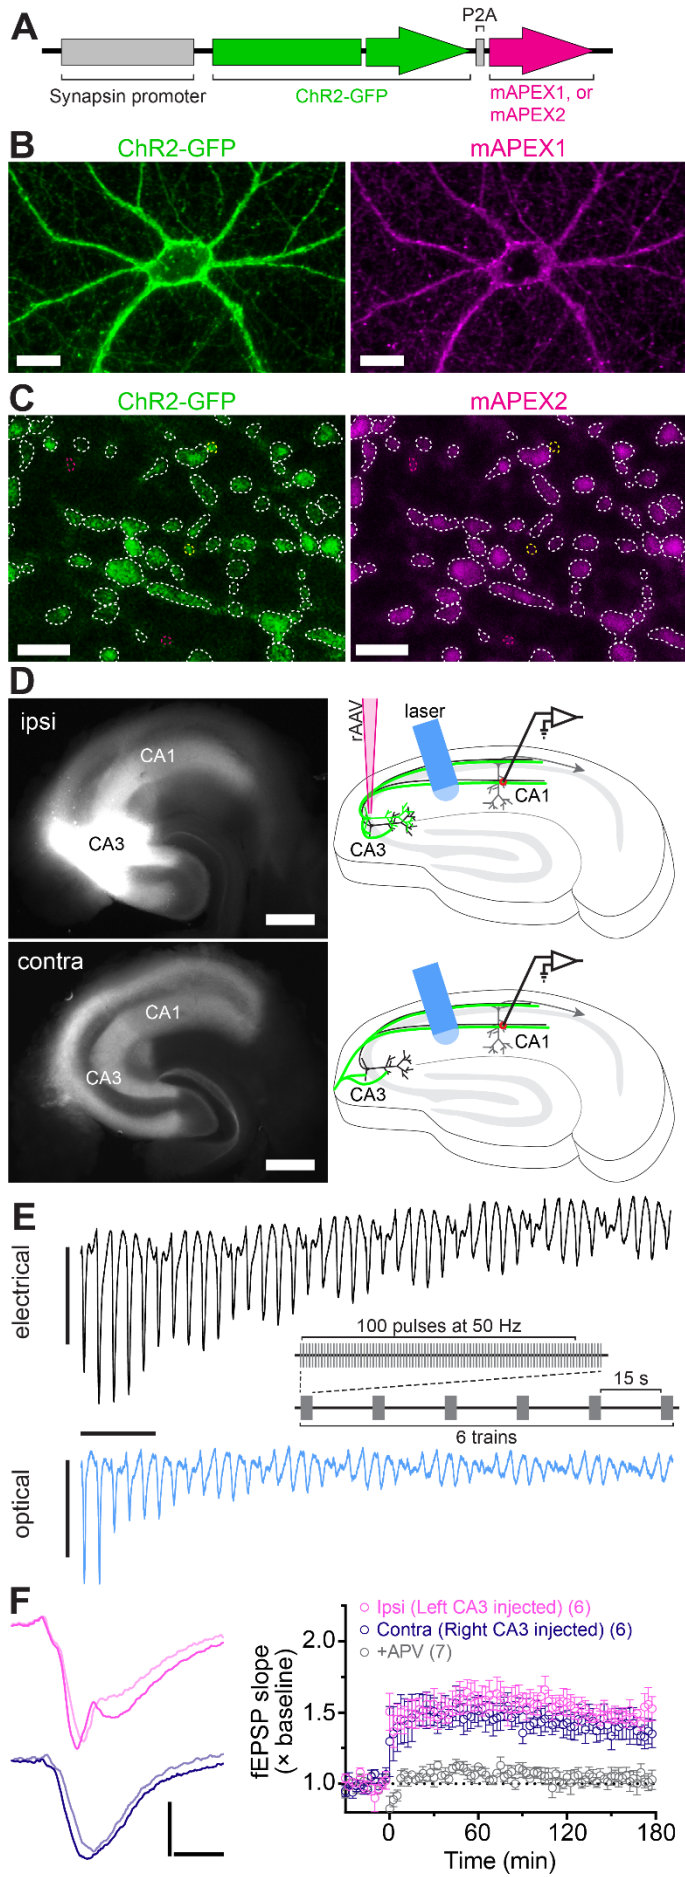 A
P2A
Synapsin promoter
ChR2-GFP
mAPEX1, or
mAPEX2
B
ChR2-GFP
mAPEX1
C
ChR2-GFP
mAPEX2
D
ipsi
CA1
CA3
rAAV
laser
CA1
CA3
contra
CA1
CA3
CA1
CA3
E
electrical
100 pulses at 50 Hz
15 s
6 trains
optical
F
Ipsi (Left CA3 injected) (6)
Contra (Right CA3 injected) (6)
+APV (7)
fEPSP slope
(× baseline)
2.0
1.5
1.0
0 60 120 180
Time (min)